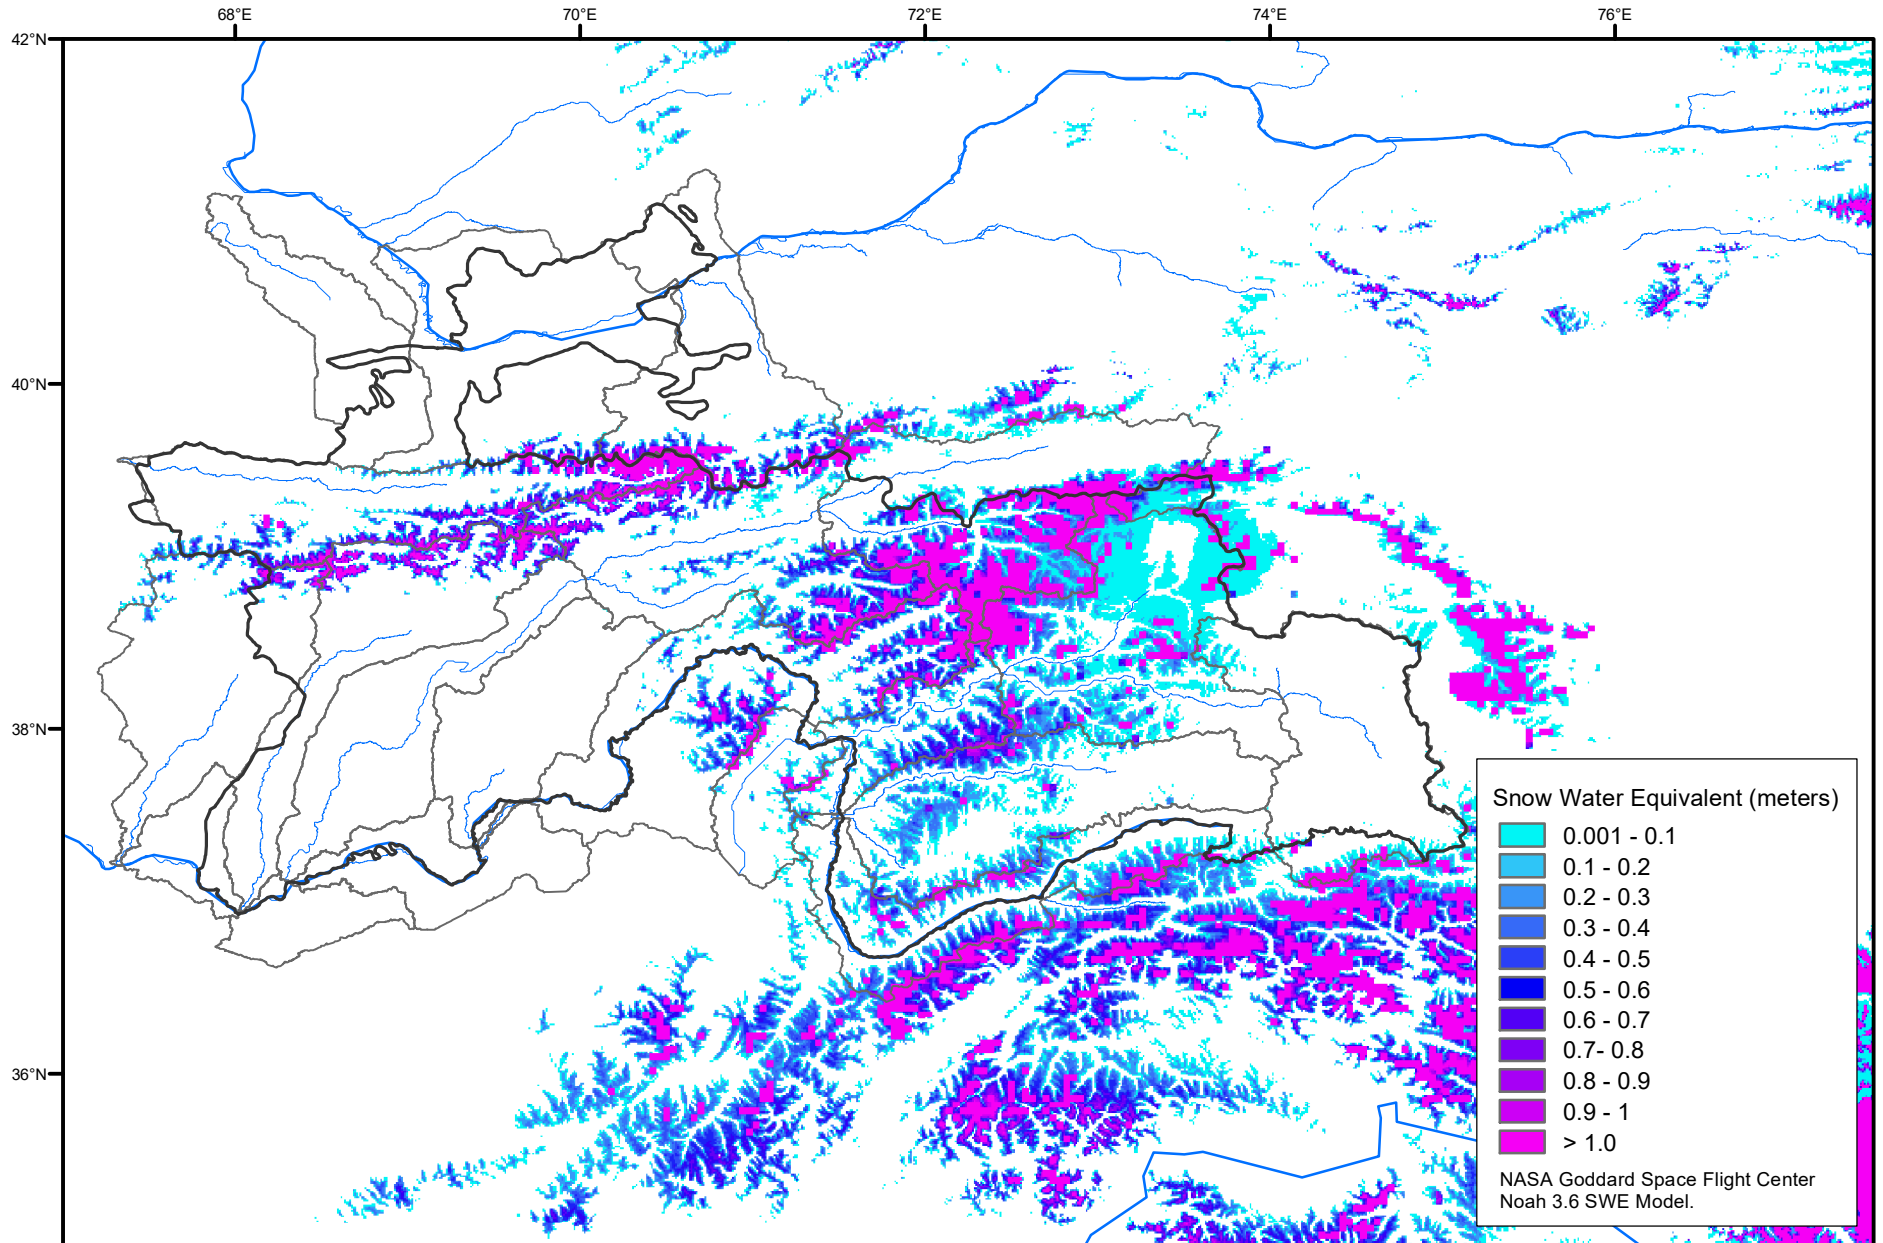 68°E 70°E 72°E 74°E 76°E
42°N
40°N
38°N
36°N
Snow Water Equivalent (meters)
0.001 - 0.1
0.1 - 0.2
0.2 - 0.3
0.3 - 0.4
0.4 - 0.5
0.5 - 0.6
0.6 - 0.7
0.7- 0.8
0.8 - 0.9
0.9 - 1
> 1.0
NASA Goddard Space Flight Center
Noah 3.6 SWE Model.